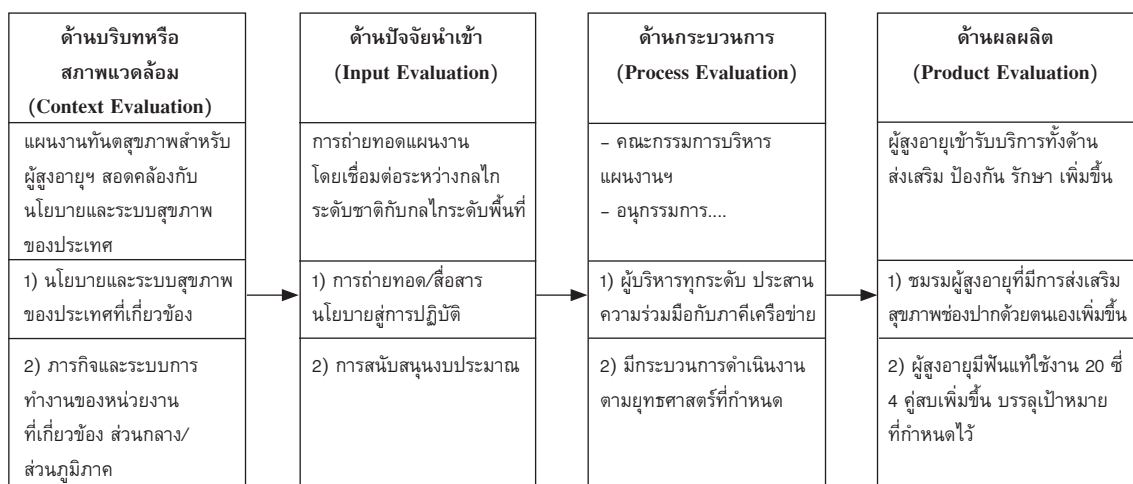 ด้านบริบทหรือ
สภาพแวดล้อม
(Context Evaluation)
แผนงานทันตสุขภาพสำหรับ
ผู้สูงอายุฯ สอดคล้องกับ
นโยบายและระบบสุขภาพ
ของประเทศ
1) นโยบายและระบบสุขภาพ
ของประเทศที่เกี่ยวข้อง
2) ภารกิจและระบบการ
ทำงานของหน่วยงาน
ที่เกี่ยวข้อง ส่วนกลาง/
ส่วนภูมิภาค
ด้านปัจจัยนำเข้า
(Input Evaluation)
การถ่ายทอดแผนงาน
โดยเชื่อมต่อระหว่างกลไก
ระดับชาติกับกลไกระดับพื้นที่
1) การถ่ายทอด/สื่อสาร
นโยบายสู่การปฏิบัติ
2) การสนับสนุนงบประมาณ
ด้านกระบวนการ
(Process Evaluation)
– คณะกรรมการบริหาร
แผนงานฯ
– อนุกรรมการ....
1) ผู้บริหารทุกระดับ ประสาน
ความร่วมมือกับภาคีเครือข่าย
2) มีกระบวนการดำเนินงาน
ตามยุทธศาสตร์ที่กำหนด
ด้านผลผลิต
(Product Evaluation)
ผู้สูงอายุเข้ารับบริการทั้งด้าน
ส่งเสริม ป้องกัน รักษา เพิ่มขึ้น
1) ชมรมผู้สูงอายุที่มีการส่งเสริม
สุขภาพช่องปากด้วยตนเองเพิ่มขึ้น
2) ผู้สูงอายุมีฟันแท้ใช้งาน 20 ซี่
4 คู่สบเพิ่มขึ้น บรรลุเป้าหมาย
ที่กำหนดไว้